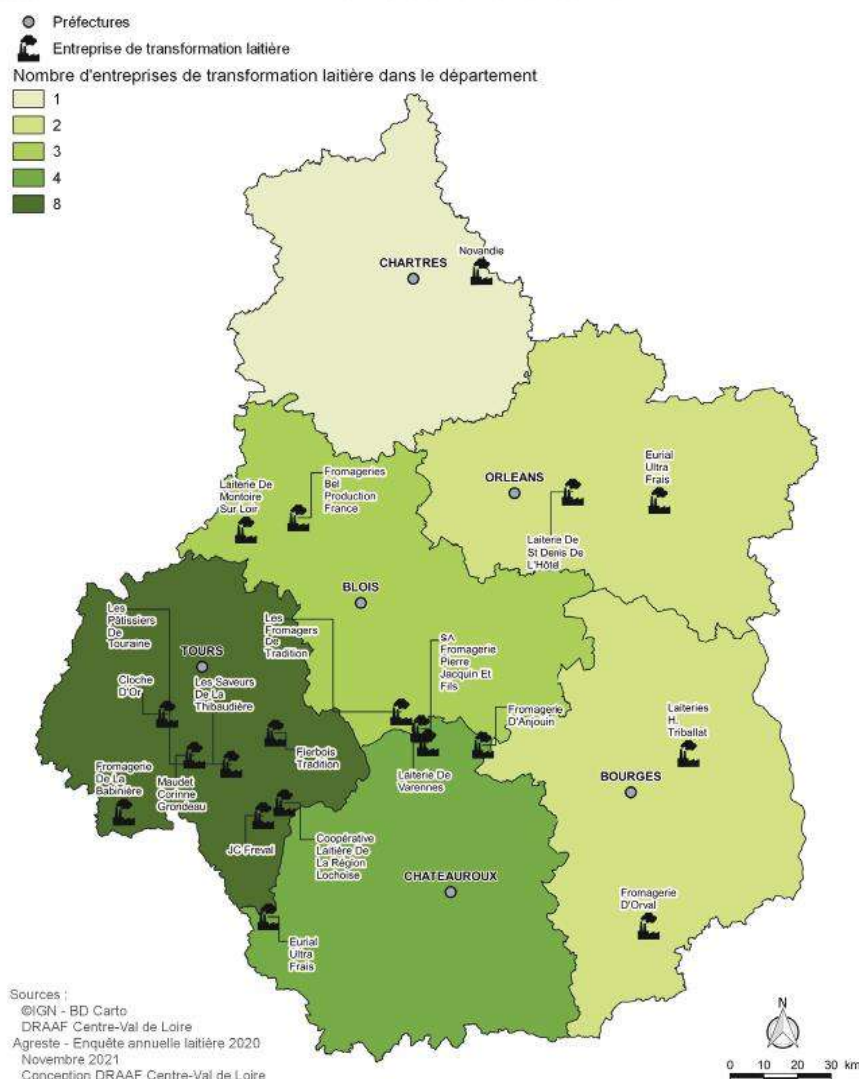 Préfectures
Entreprise de transformation laitière
Nombre d'entreprises de transformation laitière dans le département
1
2
3
4
8
Novandie
CHARTRES
ORLEANS
Eurial
Ultra
Frais
Laiterie De
St Denis De
L'Hôtel
Laiterie De
Montoire
Sur Loir
Fromageries
Bel
Production
France
BLOIS
Les
Pâtissiers
De
Touraine
TOURS
Les
Fromagers
De
Tradition
SA
Fromagerie
Pierre
Jacquin Et
Fils
Cloche
D'Or
Les Saveurs
De La
Thibaudière
Fromagerie
D'Anjouin
Laiteries
H.
Triballat
Fierbois
Tradition
Fromagerie
De La
Babinière
Maudet
Corinne
Grondeau
Laiterie De
Varennes
BOURGES
JC Freval
Coopérative
Laitière De
La Région
Lochoise
CHATEAUROUX
Fromagerie
D'Orval
Eurial
Ultra
Frais
Sources :
©IGN - BD Carto
DRAAF Centre-Val de Loire
Agreste - Enquête annuelle laitière 2020
Novembre 2021
Conception DRAAF Centre-Val de Loire
N
0 10 20 30 km